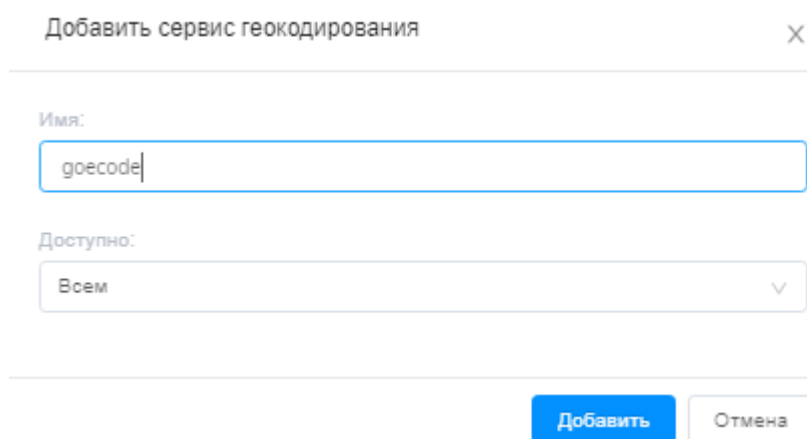 Добавить сервис геокодирования
Имя:
goecode
Доступно:
Всем
Добавить Отмена